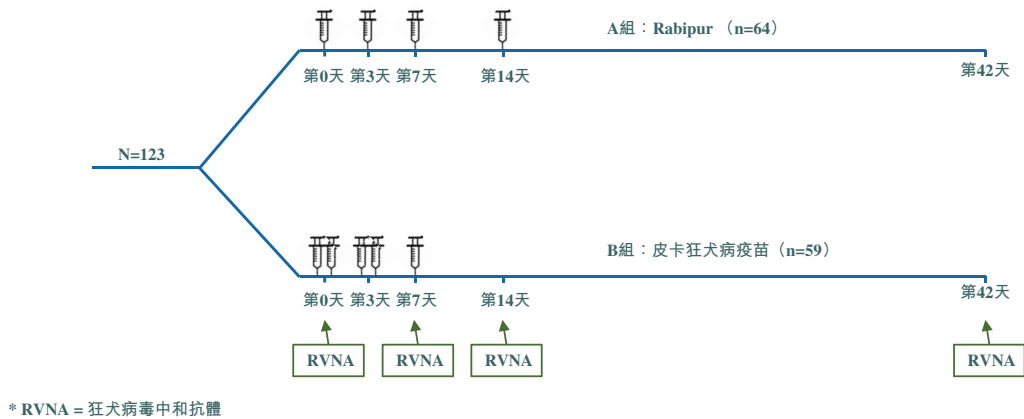 A組：Rabipur （n=64）
第0天 第3天 第7天 第14天 第42天
N=123
B組：皮卡狂犬病疫苗（n=59）
第0天 第3天 第7天 第14天 第42天
RVNA RVNA RVNA RVNA
* RVNA = 狂犬病毒中和抗體